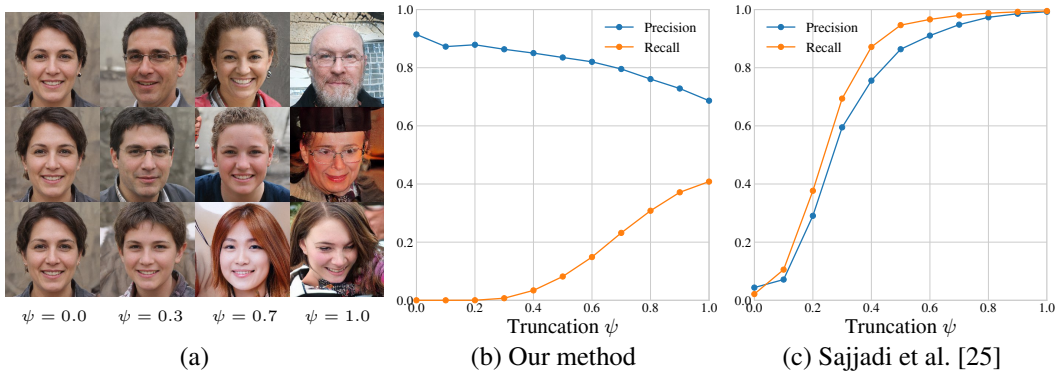 ψ = 0.0 ψ = 0.3 ψ = 0.7 ψ = 1.0
(a)
1.0
0.8
0.6
0.4
0.2
0.0
Precision
Recall
0.0 0.2 0.4 0.6 0.8 1.0
Truncation ψ
(b) Our method
1.0
0.8
0.6
0.4
0.2
0.0
Precision
Recall
0.0 0.2 0.4 0.6 0.8 1.0
Truncation ψ
(c) Sajjadi et al. [25]